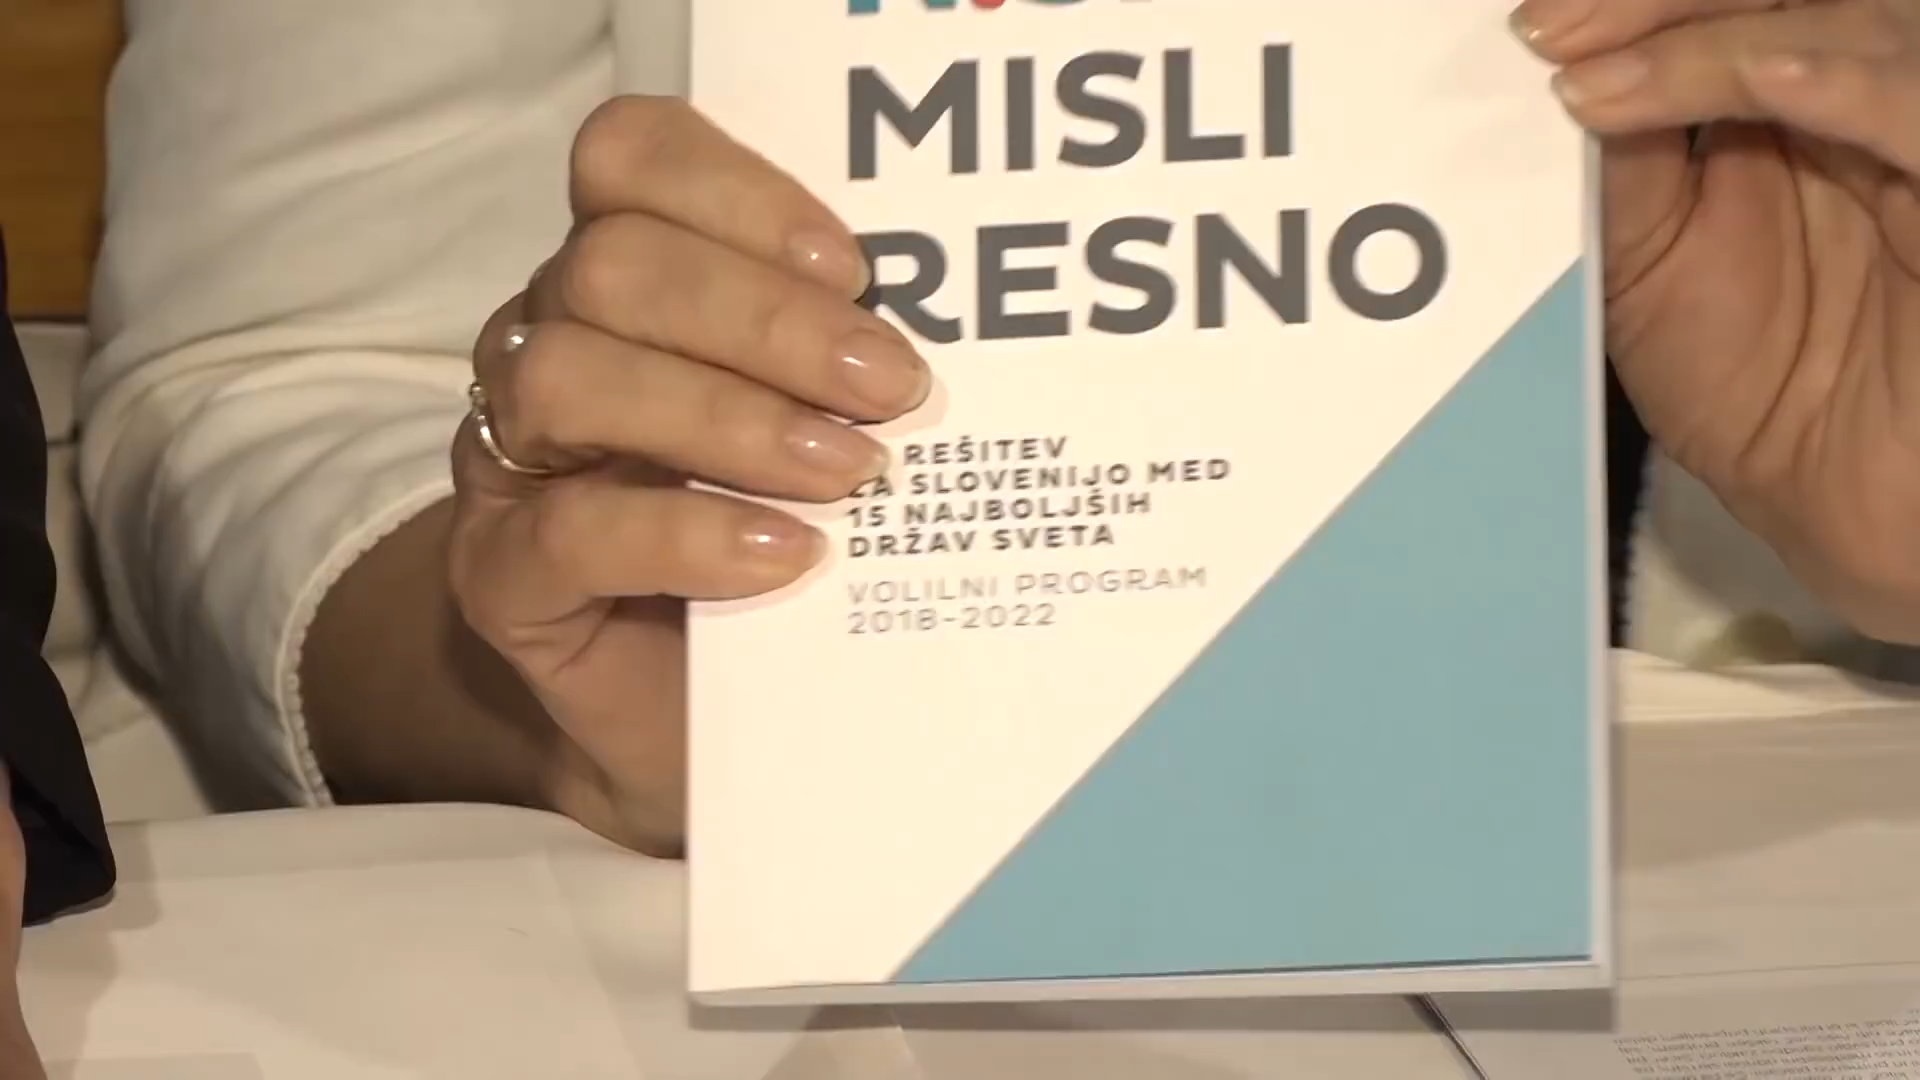 MISLI
RESNO
REŠITEV
ZA SLOVENIJO MED
15 NAJBOLJŠIH
DRŽAV SVETA
VOLILNI PROGRAM
2018-2022